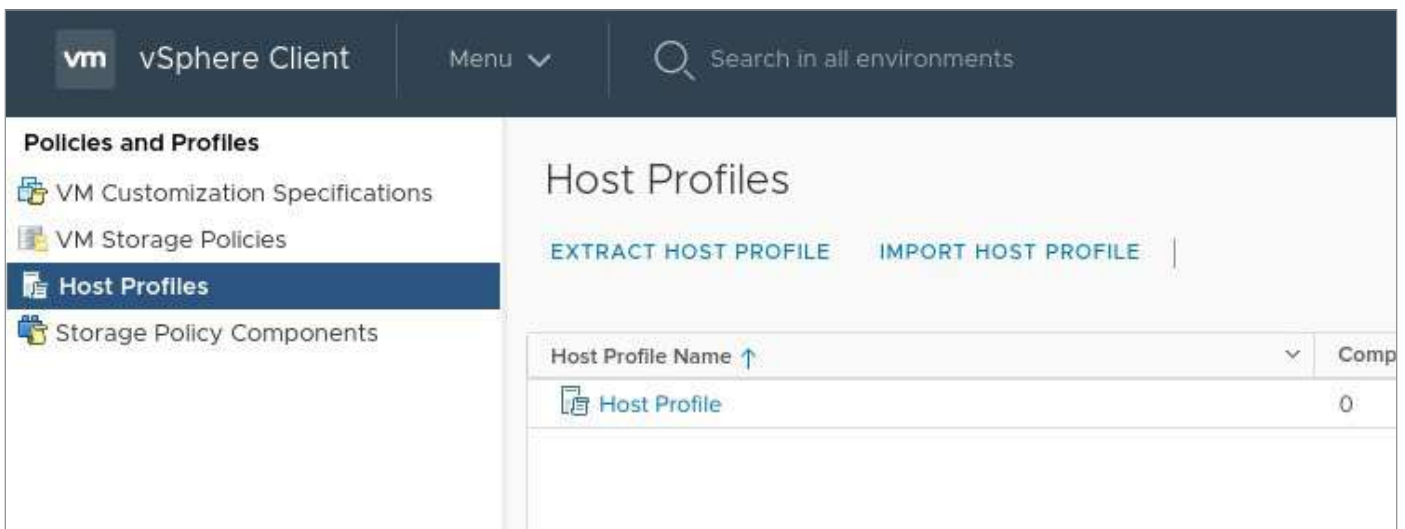 vm vSphere Client Menu Search in all environments
Policies and Profiles
VM Customization Specifications
VM Storage Policies
Host Profiles
Storage Policy Components
Host Profiles
EXTRACT HOST PROFILE IMPORT HOST PROFILE
Host Profile Name Comp
Host Profile 0